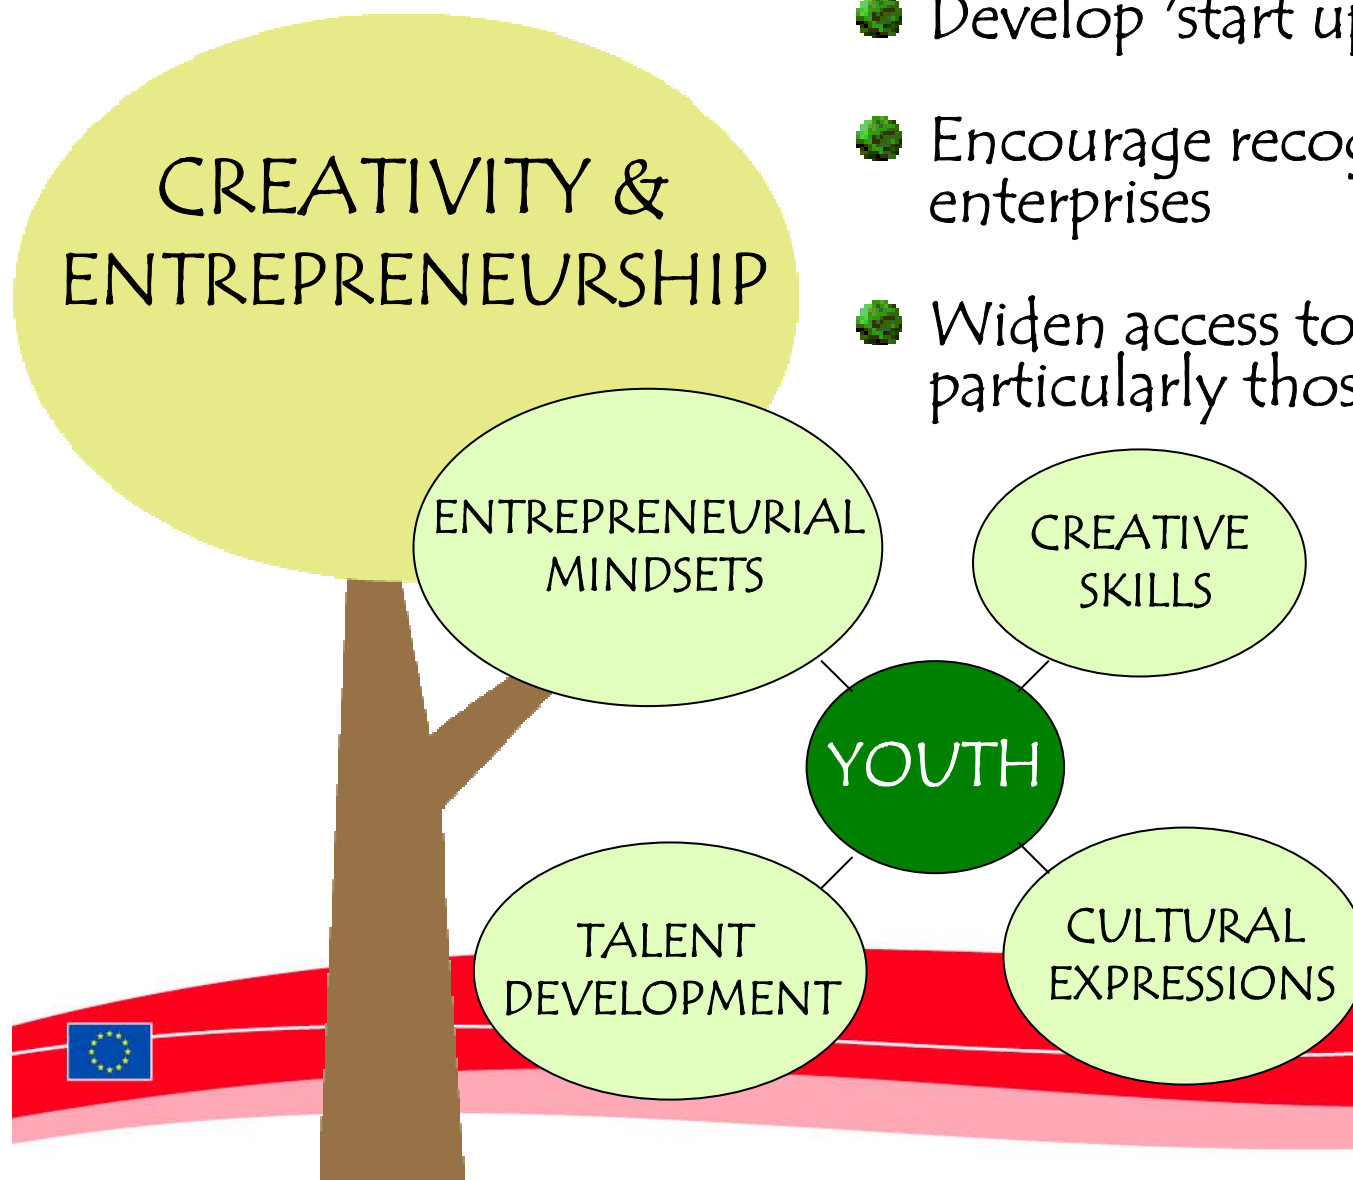 CREATIVITY &
ENTREPRENEURSHIP
Develop 'start
Encourage
enterprises
Widen access to
particularly
ENTREPRENEURIAL
MINDSETS
CREATIVE
SKILLS
YOUTH
TALENT
DEVELOPMENT
CULTURAL
EXPRESSIONS